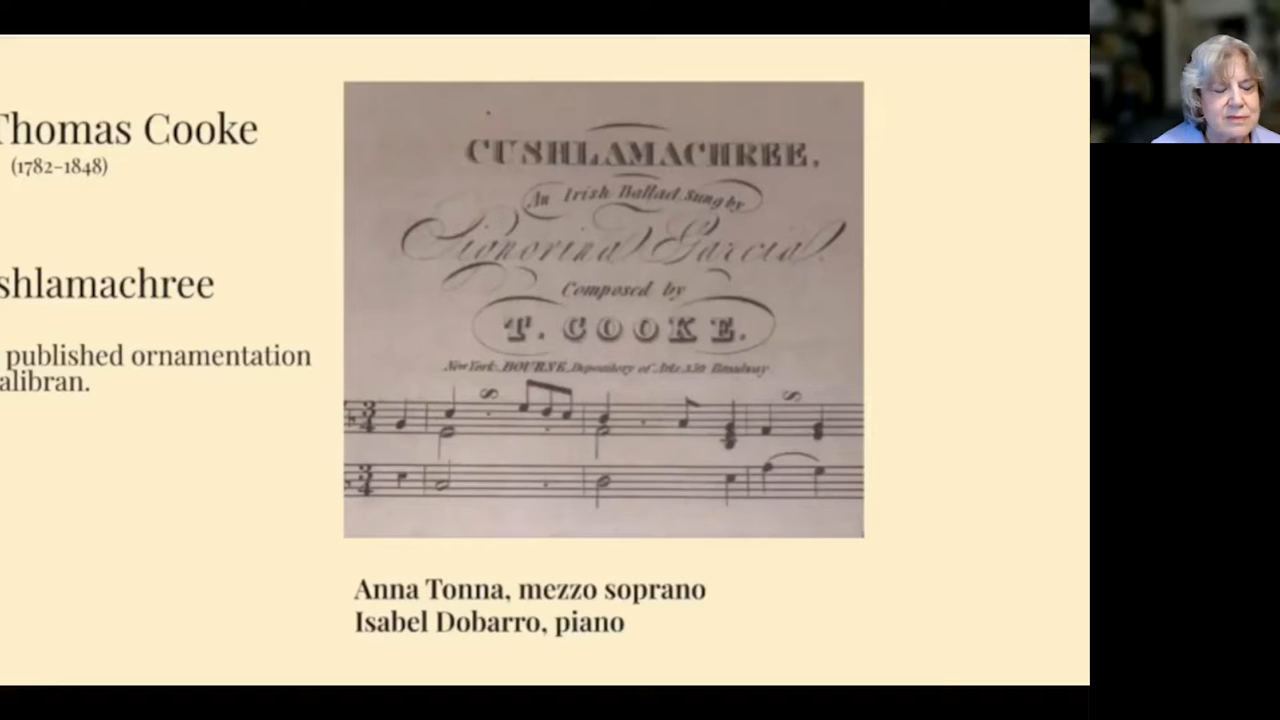 Thomas Cooke
(1782–1848)
shlamachree
published ornamentation
alibran.
CUSHLAMACHREE.
An Irish Ballad Sung by
Signorina Garcia.
Composed by
T. COOKE.
New York, BOURNE, Depository of Arts, Broadway
Anna Tonna, mezzo soprano
Isabel Dobarro, piano